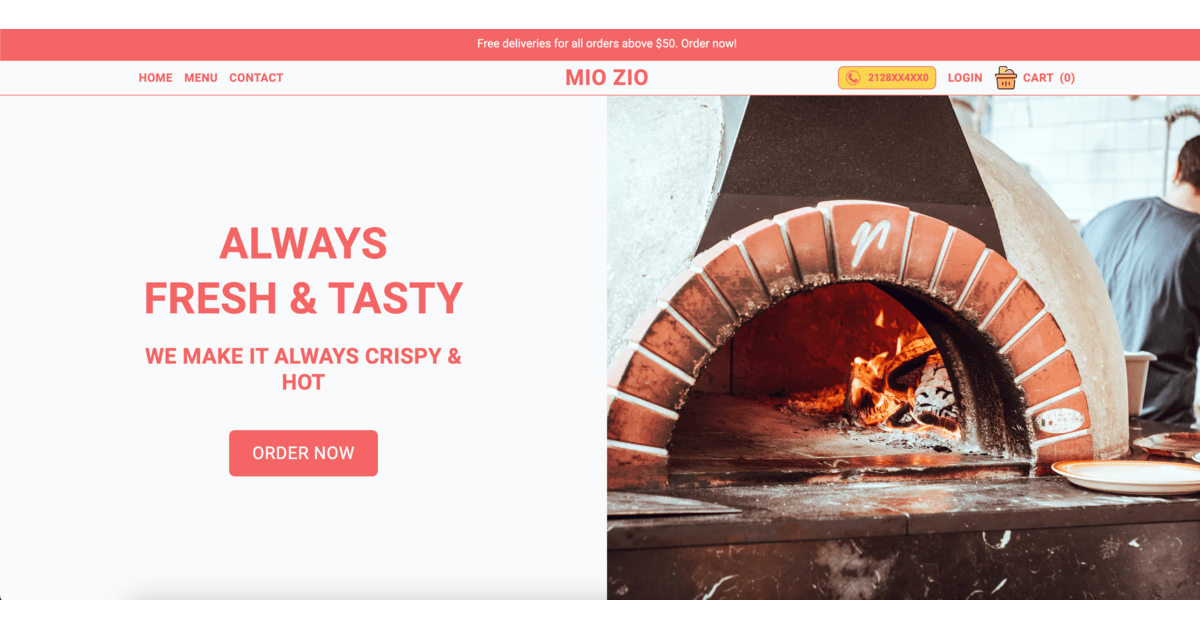 Free deliveries for all orders above $50. Order now!
HOME MENU CONTACT
MIO ZIO
2128XX4XX0 LOGIN CART (0)
ALWAYS
FRESH & TASTY
WE MAKE IT ALWAYS CRISPY &
HOT
ORDER NOW
n